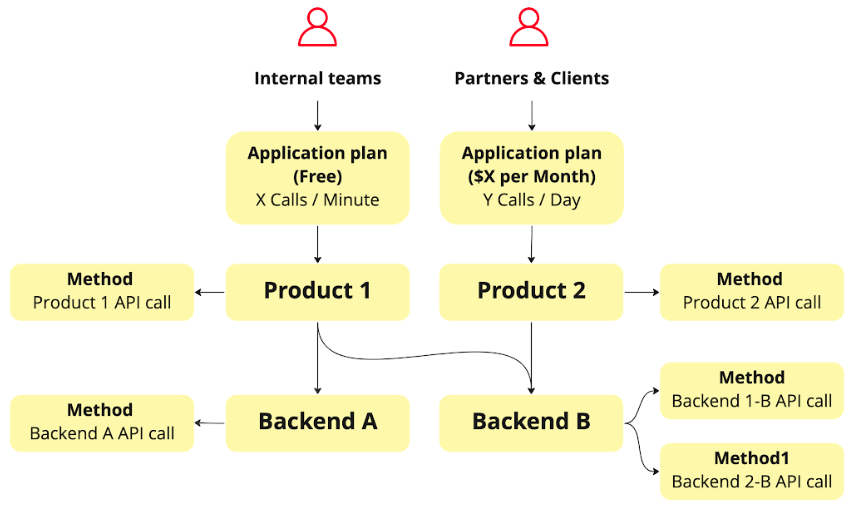 Internal teams
Partners & Clients
Application plan
(Free)
X Calls / Minute
Application plan
($X per Month)
Y Calls / Day
Method
Product 1 API call
Product 1
Product 2
Method
Product 2 API call
Method
Backend A API call
Backend A
Backend B
Method
Backend 1-B API call
Method1
Backend 2-B API call